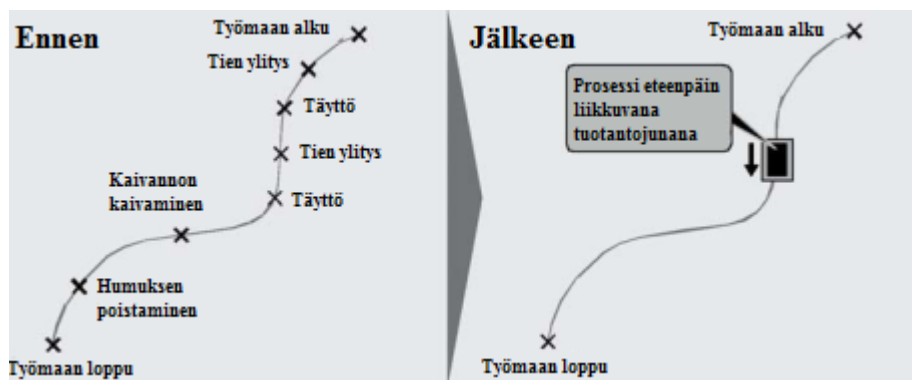 Ennen
Työmaan alku
Tien ylitys
Täyttö
Tien ylitys
Kaivannon
kaivaminen
Täyttö
Humuksen
poistaminen
Työmaan loppu
Jälkeen
Työmaan alku
Prosessi eteenpäin
liikkuvana
tuotantojunana
Työmaan loppu